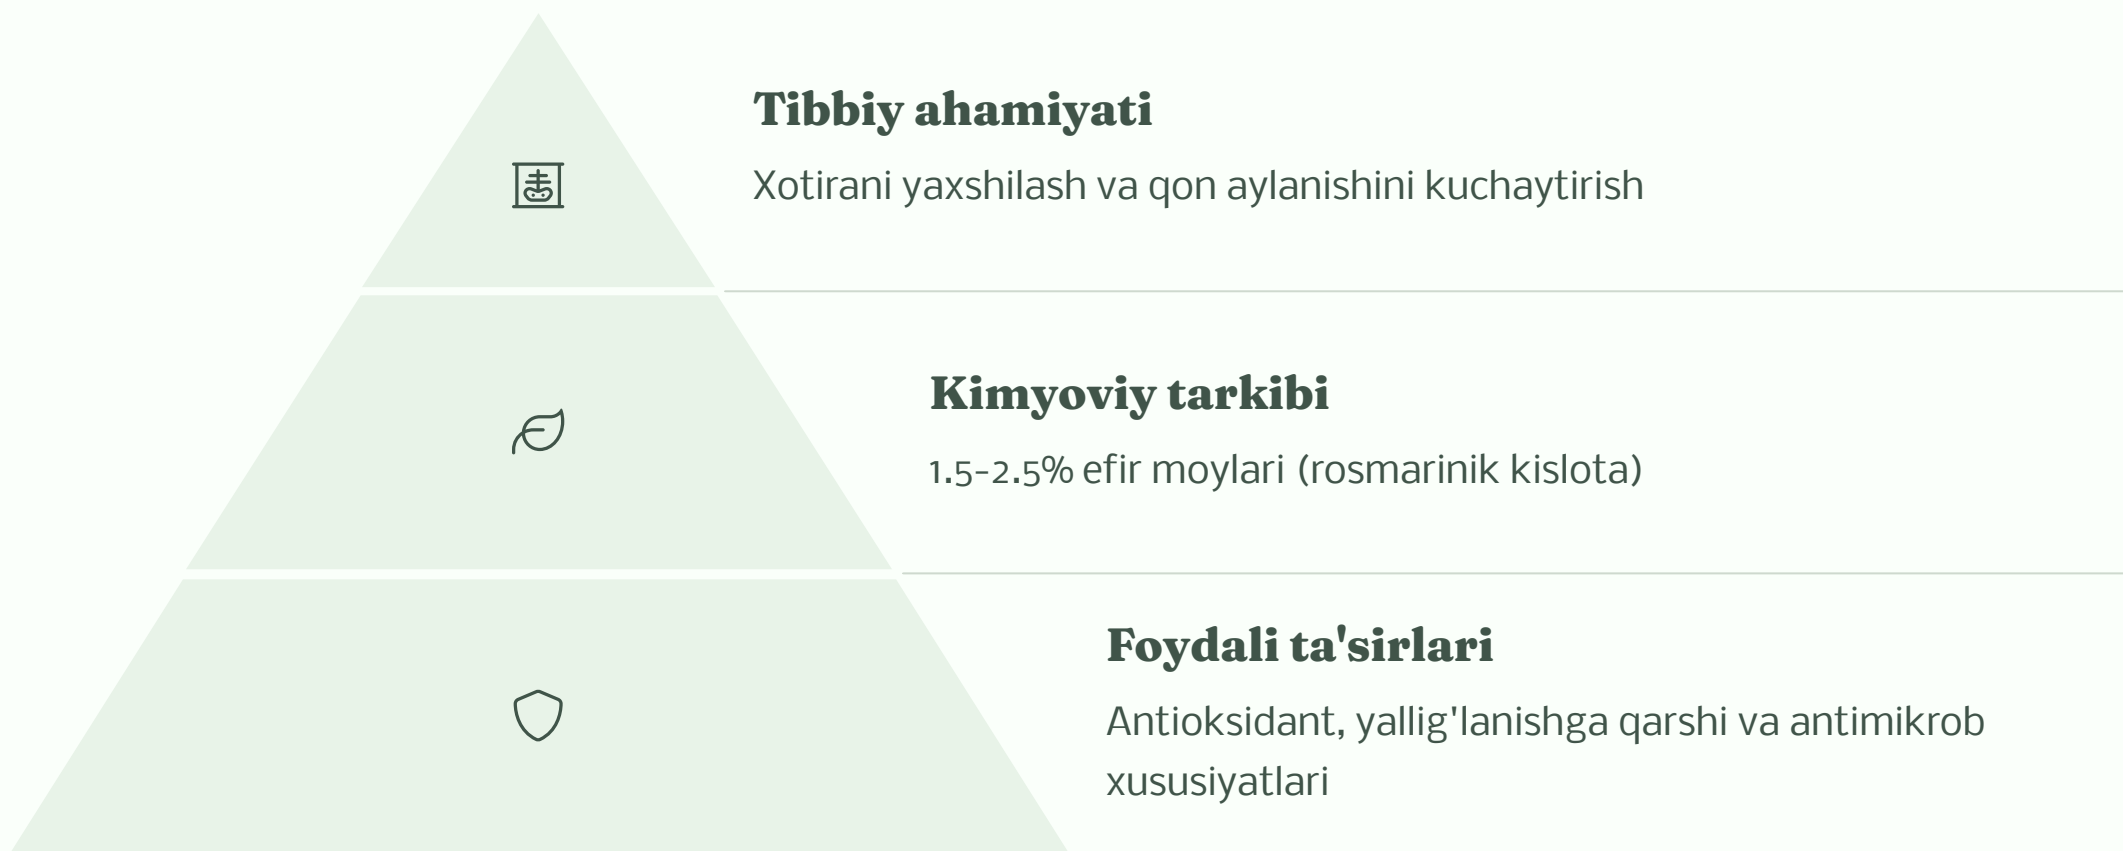 Tibbiy ahamiyati
Xotirani yaxshilash va qon aylanishini kuchaytirish
Kimyoviy tarkibi
1.5-2.5% efir moylari (rosmarinik kislota)
Foydali ta'sirlari
Antioksidant, yallig'lanishga qarshi va antimikrob
xususiyatlari